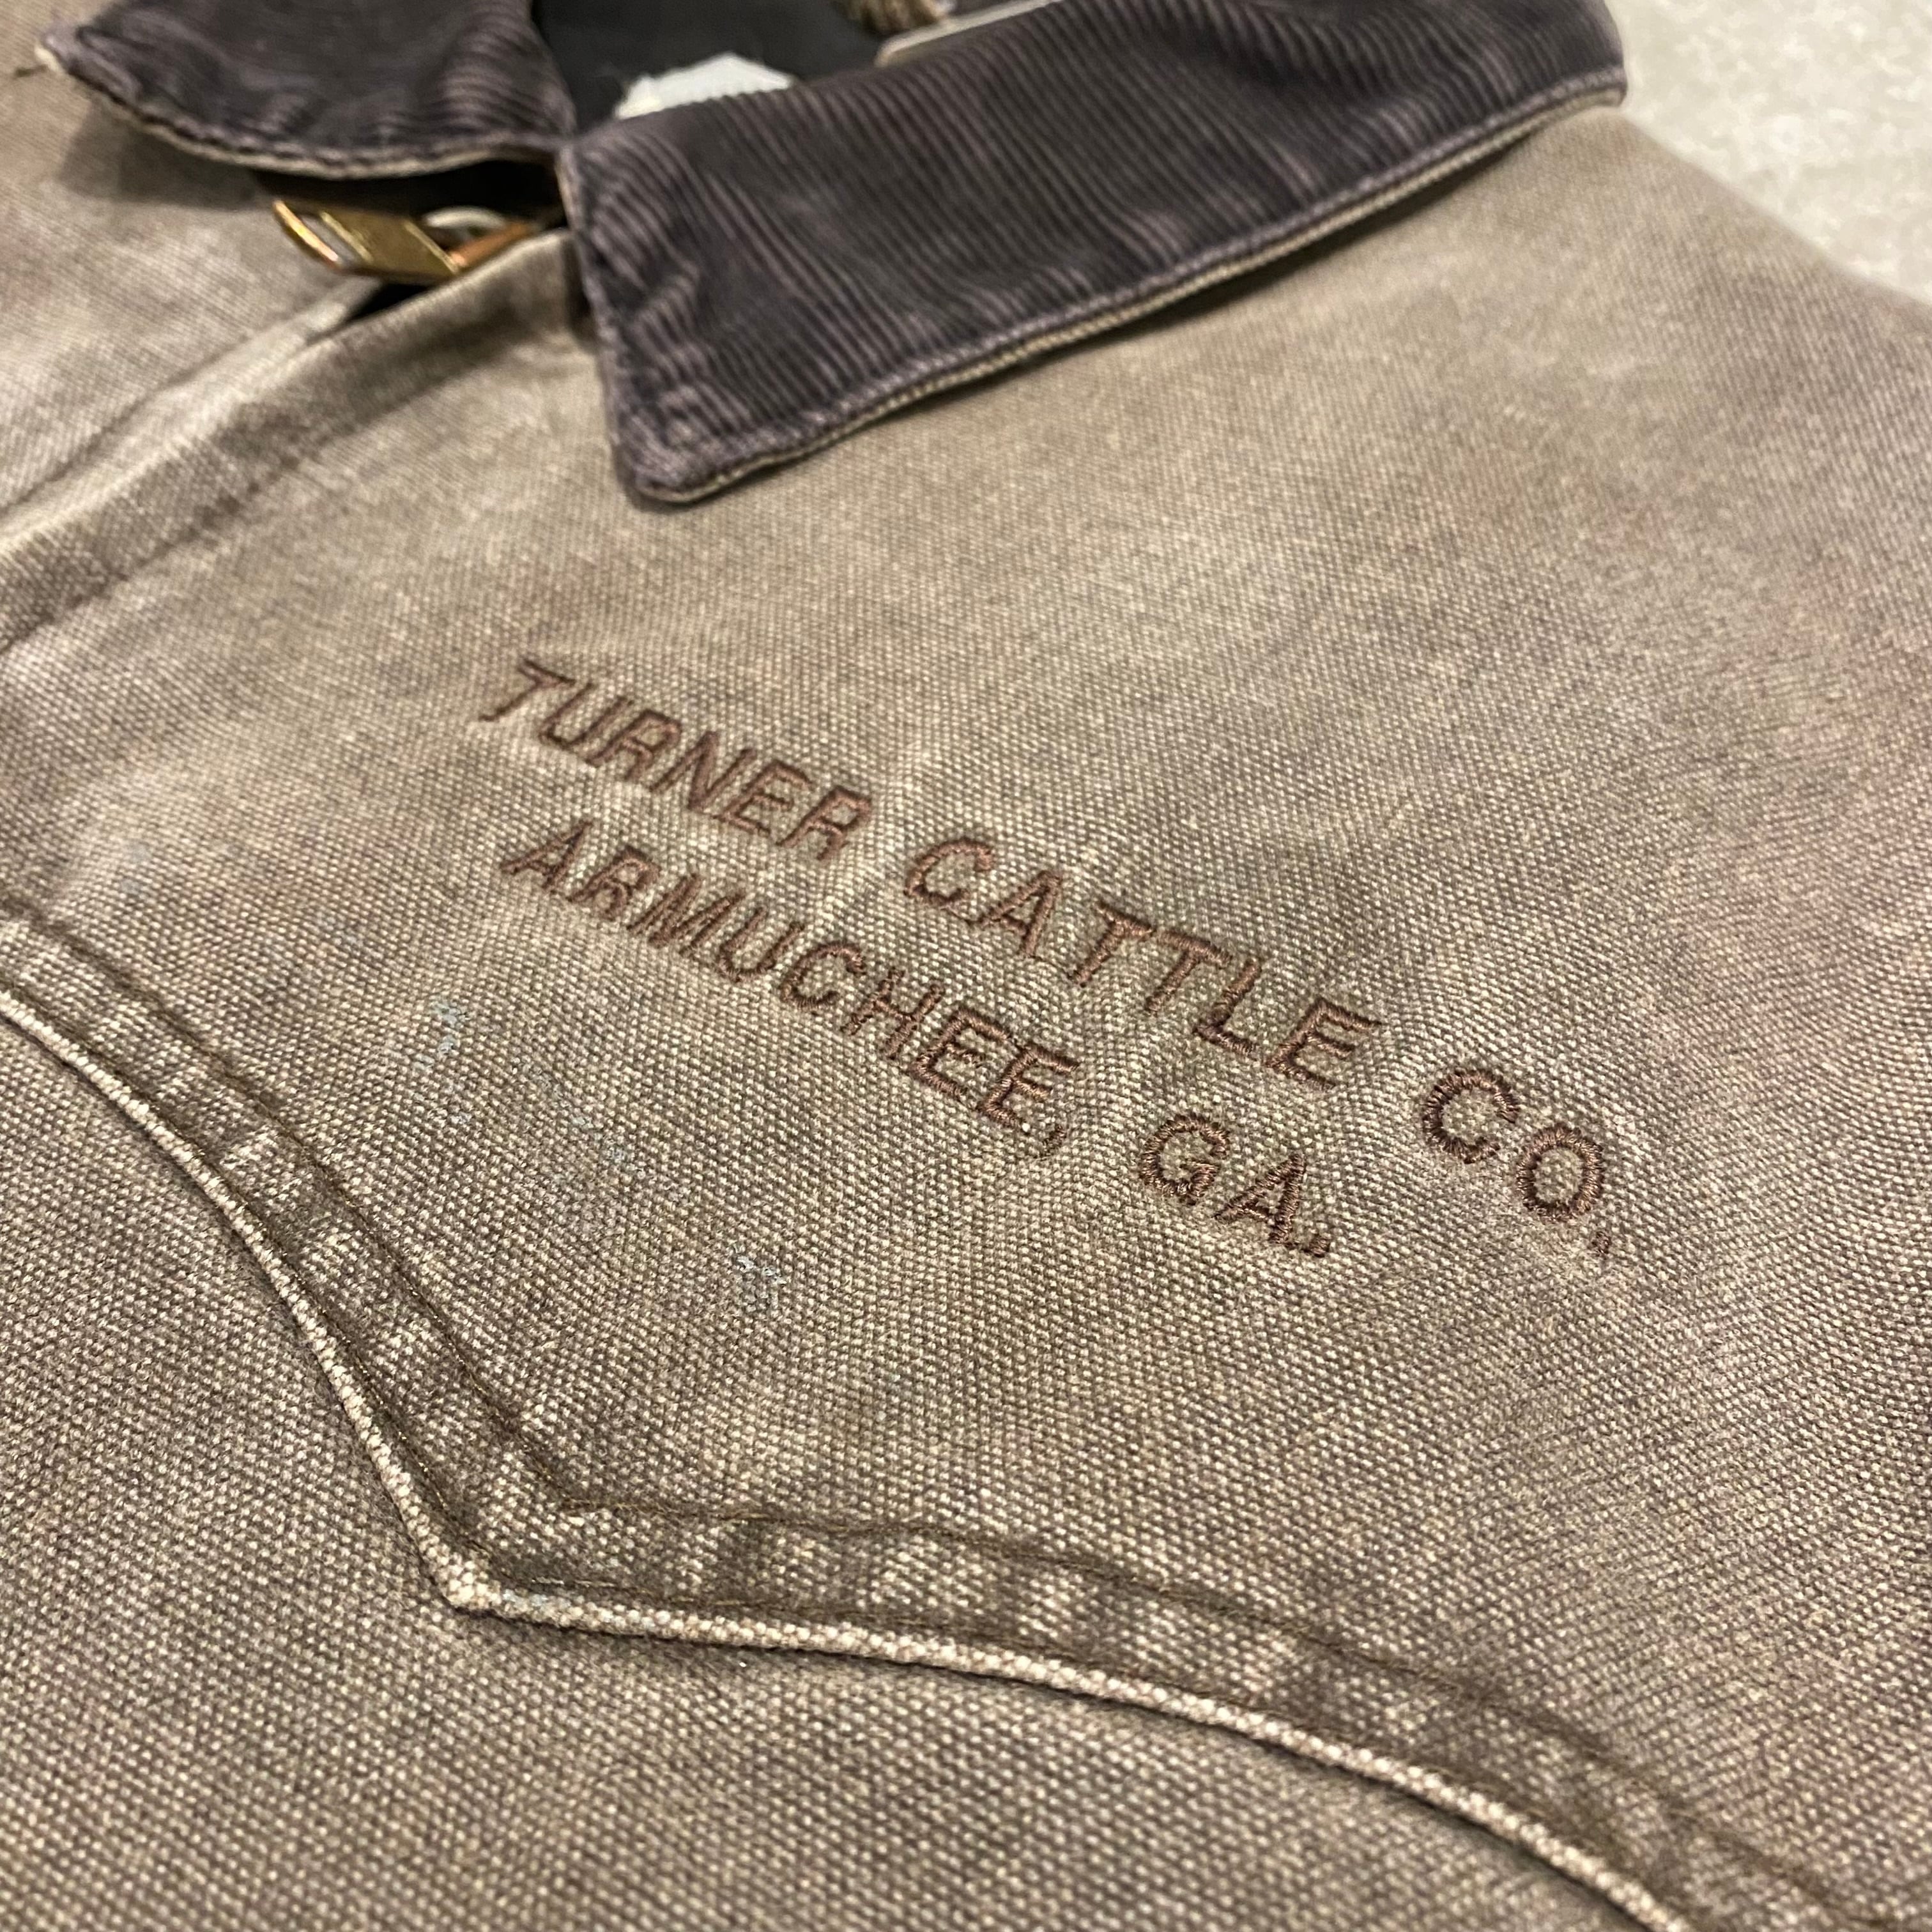 TURNER CATTLE CO.
ARMUCHEE, GA.